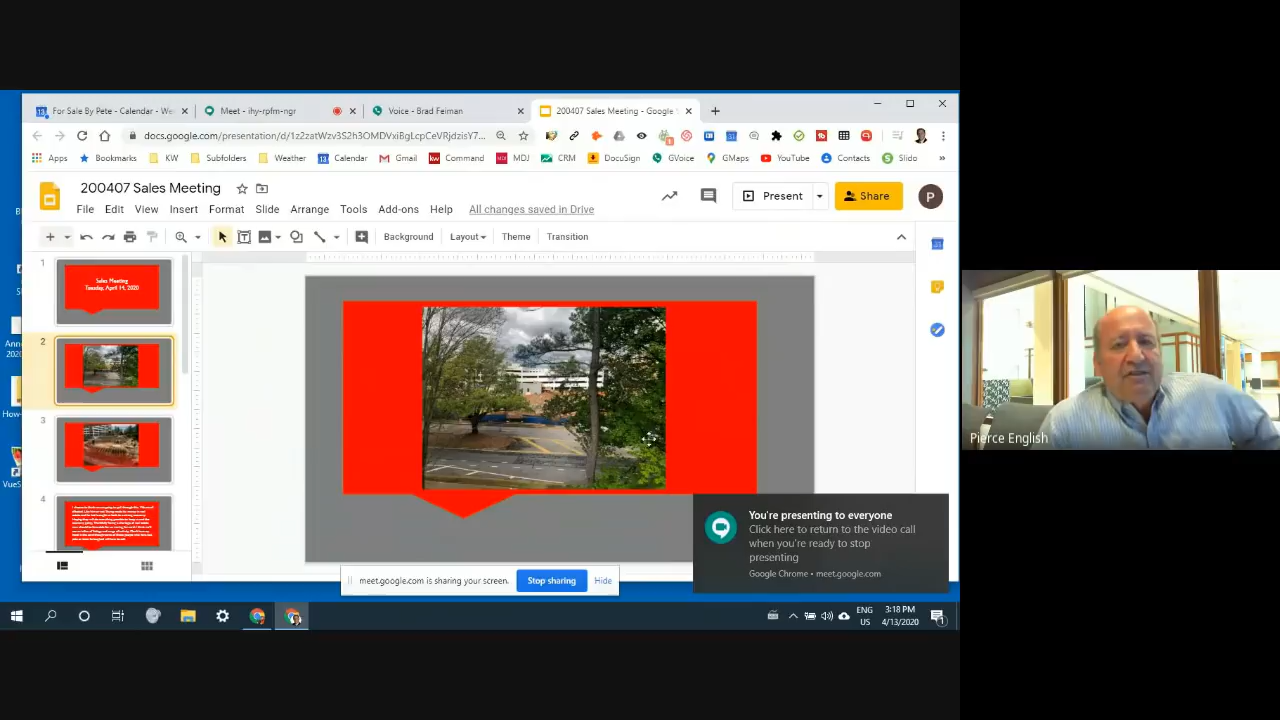 For Sale By Pete - Calendar - We
Meet - ihy-rpfm-ngr
Voice - Brad Feiman
200407 Sales Meeting - Google
docs.google.com/presentation/d/1z2zatWzv3S2h3OMDVxiBgLcpCeVRjdzisY7...
Apps
Bookmarks
KW
Subfolders
Weather
Calendar
Gmail
Command
MDJ
CRM
DocuSign
GVoice
GMaps
YouTube
Contacts
Slido
200407 Sales Meeting
Present
Share
P
File Edit View Insert Format Slide Arrange Tools Add-ons Help All changes saved in Drive
Background Layout Theme Transition
1
Sales Meeting
Tuesday, April 14, 2020
2
3
4
Pierce English
You're presenting to everyone
Click here to return to the video call
when you're ready to stop
presenting
Google Chrome • meet.google.com
meet.google.com is sharing your screen. Stop sharing Hide
ENG
US
3:18 PM
4/13/2020